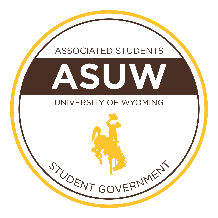 ASSOCIATED STUDENTS
ASUW
UNIVERSITY OF WYOMING
STUDENT GOVERNMENT